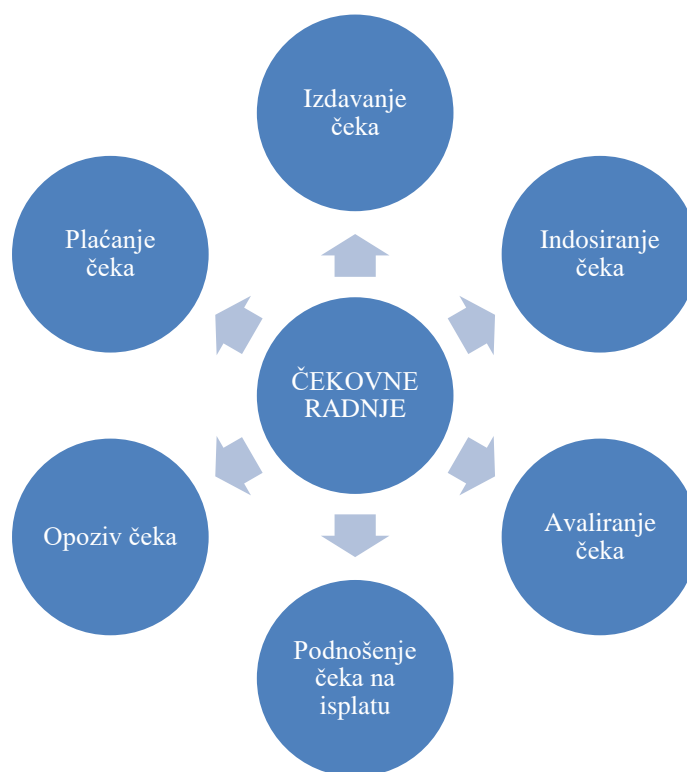 Izdavanje
čeka
Plaćanje
čeka
Indosiranje
čeka
ČEKOVNE
RADNJE
Opoziv čeka
Avaliranje
čeka
Podnošenje
čeka na
isplatu